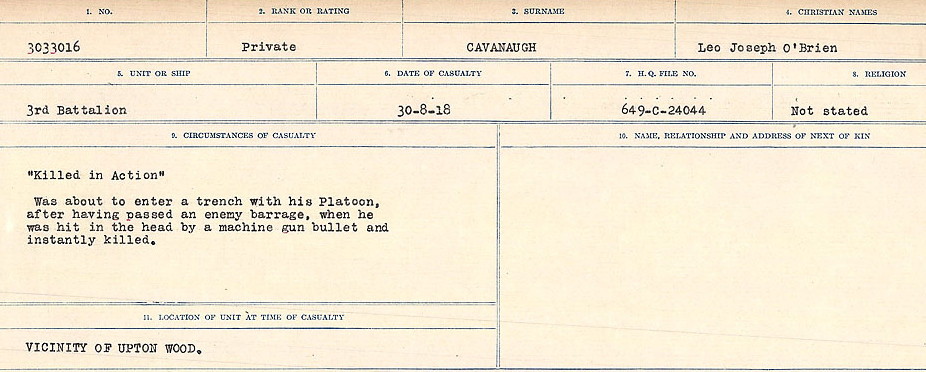 1. NO. 2. RANK OR RATING 3. SURNAME 4. CHRISTIAN NAMES
3033016 Private CAVANAUGH Leo Joseph O'Brien
5. UNIT OR SHIP 6. DATE OF CASUALTY 7. H.Q. FILE NO. 8. RELIGION
3rd Battalion 30-8-18 649-C-24044 Not stated
9. CIRCUMSTANCES OF CASUALTY 10. NAME, RELATIONSHIP AND ADDRESS OF NEXT OF KIN
"Killed in Action"
Was about to enter a trench with his Platoon,
after having passed an enemy barrage, when he
was hit in the head by a machine gun bullet and
instantly killed.
11. LOCATION OF UNIT AT TIME OF CASUALTY
VICINITY OF UPTON WOOD.